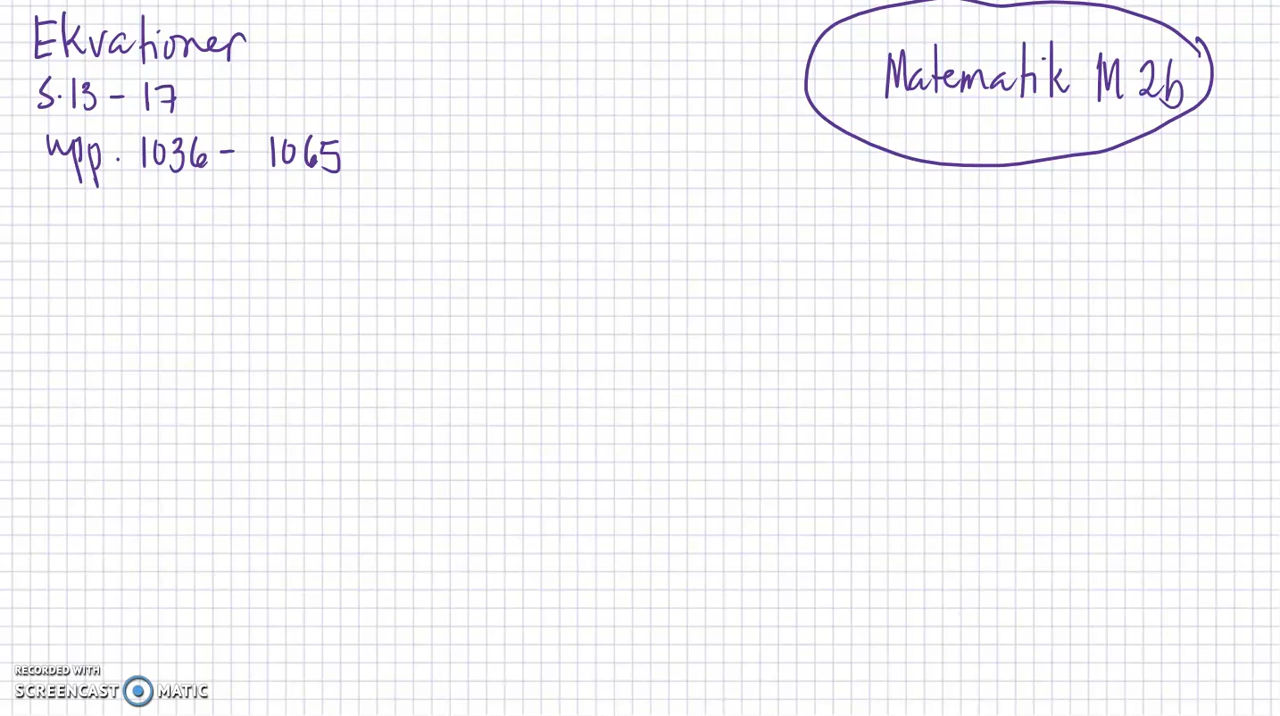 Ekvationer
s.13 - 17
upp. 1036 - 1065
Matematik M 2b
RECORDED WITH
SCREENCAST MATIC